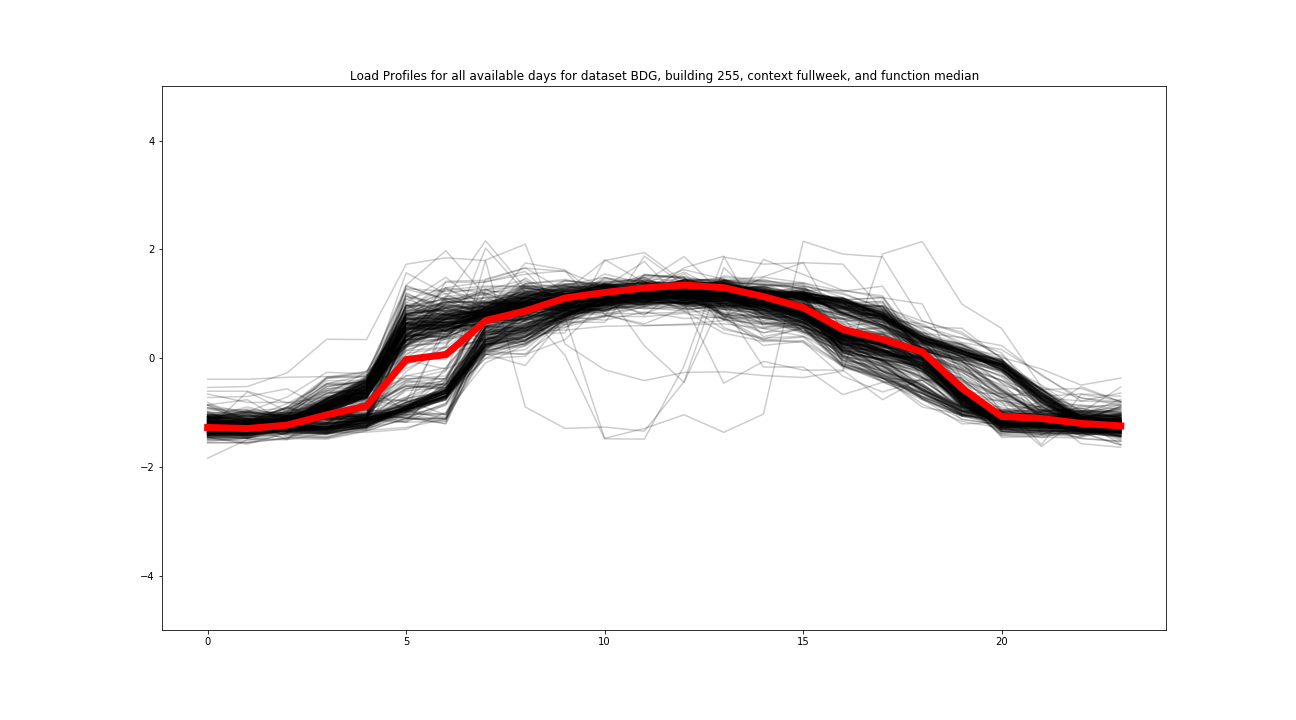 Load Profiles for all available days for dataset BDG, building 255, context fullweek, and function median
4
2
0
−2
−4
0 5 10 15 20